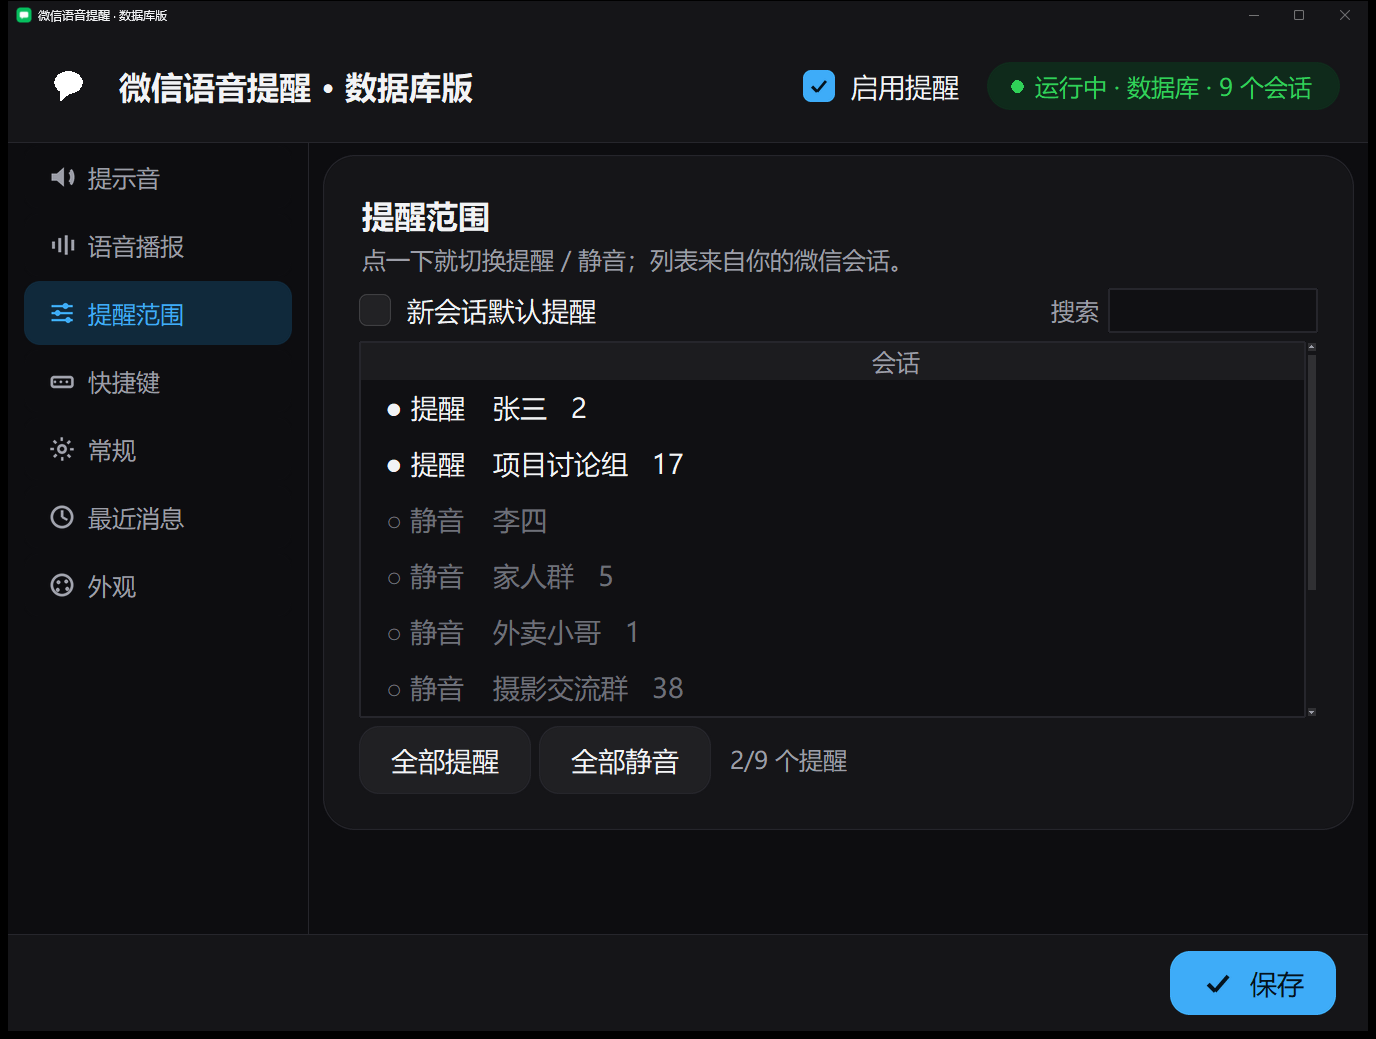 微信语音提醒 · 数据库版
微信语音提醒 • 数据库版
启用提醒
● 运行中 · 数据库 · 9 个会话
提示音
语音播报
提醒范围
快捷键
常规
最近消息
外观
提醒范围
点一下就切换提醒 / 静音；列表来自你的微信会话。
新会话默认提醒
搜索
会话
● 提醒 张三 2
● 提醒 项目讨论组 17
○ 静音 李四
○ 静音 家人群 5
○ 静音 外卖小哥 1
○ 静音 摄影交流群 38
全部提醒
全部静音
2/9 个提醒
保存